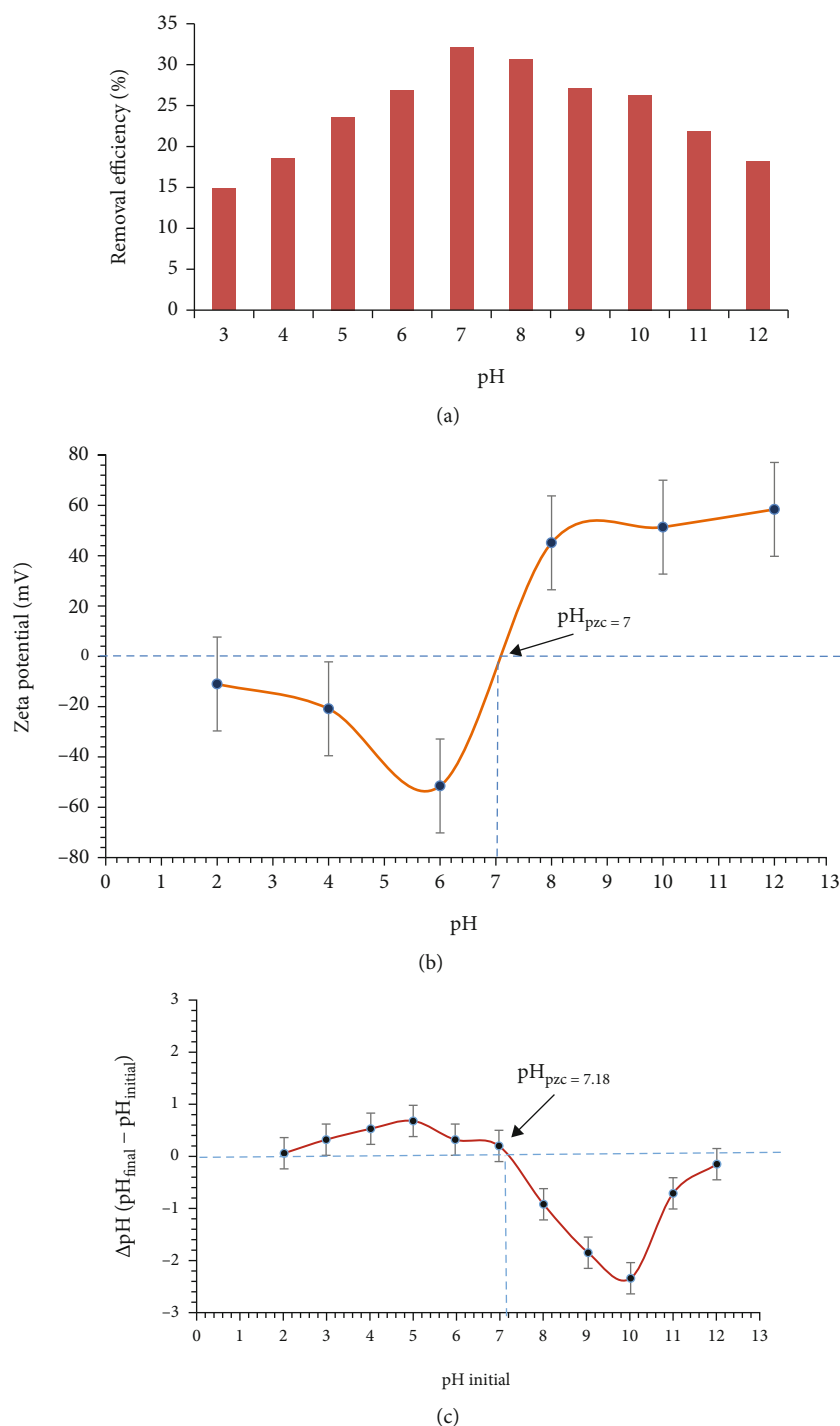 Removal efficiency (%)
35
30
25
20
15
10
5
0
3 4 5 6 7 8 9 10 11 12
pH
(a)
Zeta potential (mV)
80
60
40
20
0
–20
–40
–60
–80
pHpzc = 7
0 1 2 3 4 5 6 7 8 9 10 11 12 13
pH
(b)
ΔpH (pHfinal – pHinitial)
3
2
1
0
–1
–2
–3
pHpzc = 7.18
0 1 2 3 4 5 6 7 8 9 10 11 12 13
pH initial
(c)